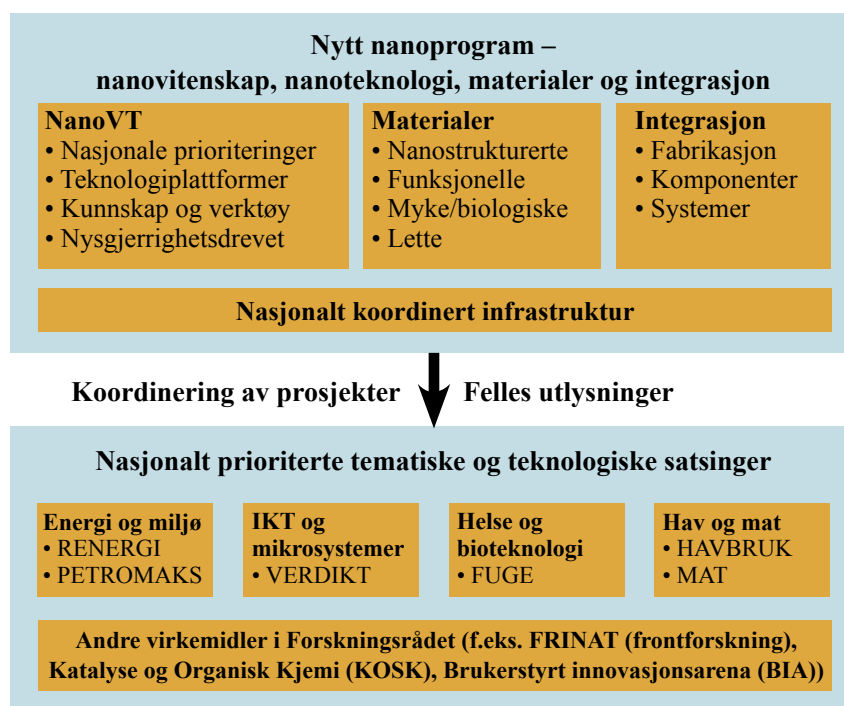 Nytt nanoprogram –
nanovitenskap, nanoteknologi, materialer og integrasjon
NanoVT
• Nasjonale prioriteringer
• Teknologiplattformer
• Kunnskap og verktøy
• Nysgjerrighetsdrevet
Materialer
• Nanostrukturerte
• Funksjonelle
• Myke/biologiske
• Lette
Integrasjon
• Fabrikasjon
• Komponenter
• Systemer
Nasjonalt koordinert infrastruktur
Koordinering av prosjekter
Felles utlysninger
Nasjonalt prioriterte tematiske og teknologiske satsinger
Energi og miljø
• RENERGI
• PETROMAKS
IKT og
mikrosystemer
• VERDIKT
Helse og
bioteknologi
• FUGE
Hav og mat
• HAVBRUK
• MAT
Andre virkemidler i Forskningsrådet (f.eks. FRINAT (frontforskning),
Katalyse og Organisk Kjemi (KOSK), Brukerstyrt innovasjonsarena (BIA))